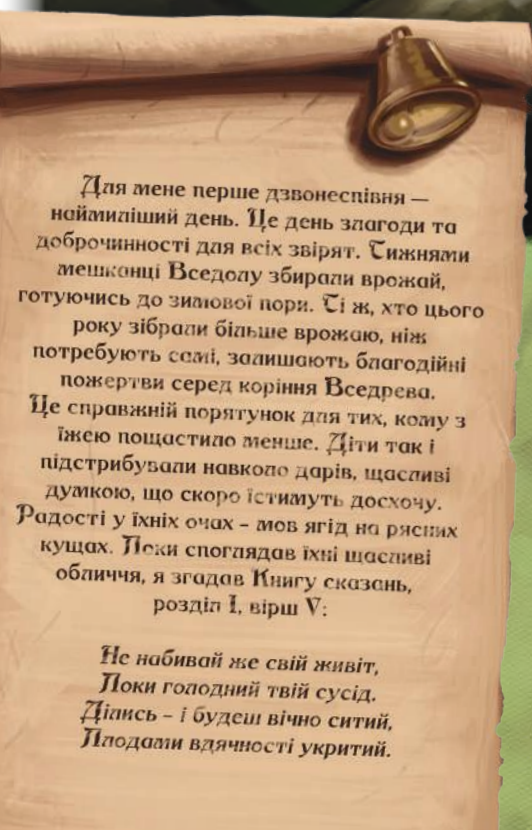 Для мене перше дзвонеспівня –
наймиліший день. Це день злагоди та
доброчинності для всіх звірят. Тижнями
мешканці Вседолу збирали врожай,
готуючись до зимової пори. Ті ж, хто цього
року зібрали більше врожаю, ніж
потребують самі, залишають благодійні
пожертви серед коріння Вседрева.
Це справжній порятунок для тих, кому з
їжею пощастило менше. Діти так і
підстрибували навколо дарів, щасливі
думкою, що скоро їстимуть досхочу.
Радості у їхніх очах – мов ягід на рясних
кущах. Поки споглядав їхні щасливі
обличчя, я згадав Книгу сказань,
розділ I, вірш V:
Не набивай же свій живіт,
Поки голодний твій сусід.
Ділись – і будеш вічно ситий,
Плодами вдячності укритий.